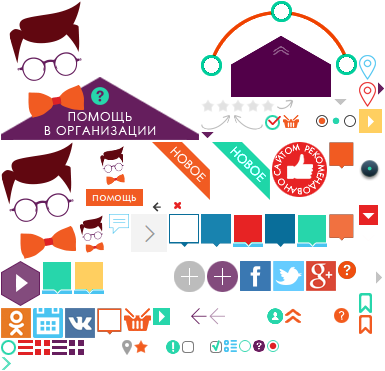 ?
ПОМОЩЬ
В ОРГАНИЗАЦИИ
НОВОЕ
НОВОЕ
РЕКОМЕНДОВАНО САЙТОМ
ПОМОЩЬ
f
g+
?
?
!
?